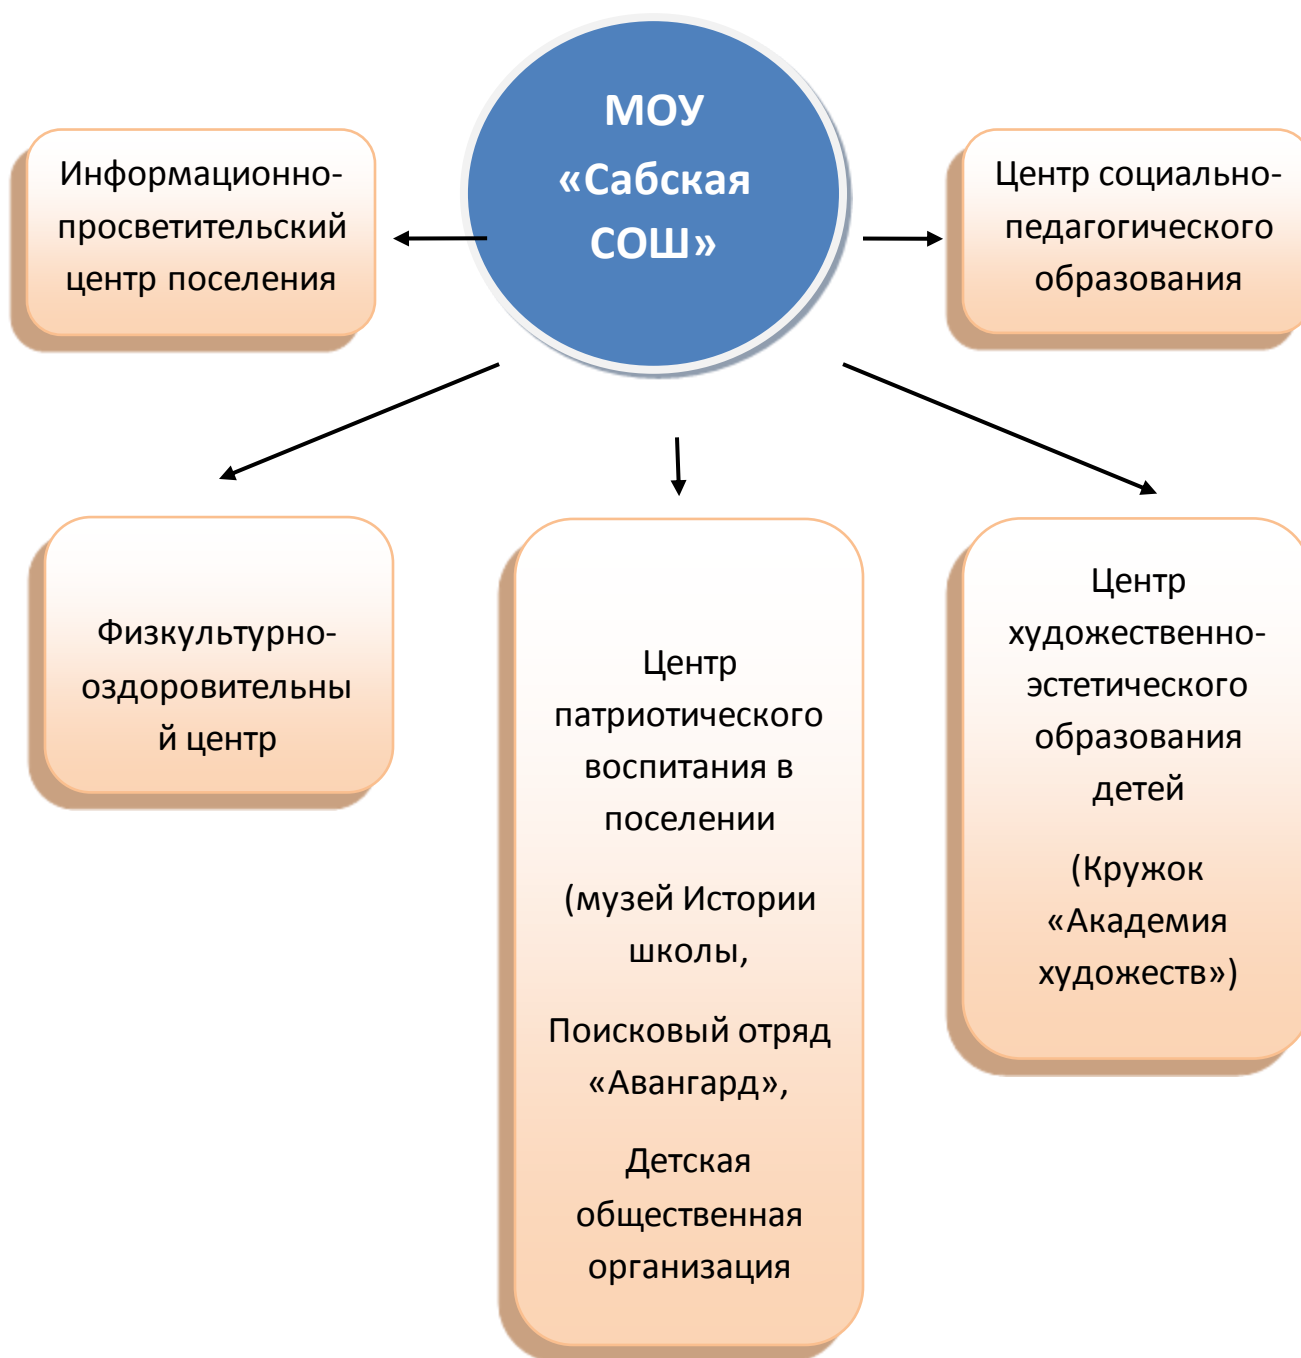 МОУ
«Сабская
СОШ»
Информационно-
просветительский
центр поселения
Центр социально-
педагогического
образования
Физкультурно-
оздоровительны
й центр
Центр
патриотического
воспитания в
поселении
(музей Истории
школы,
Поисковый отряд
«Авангард»,
Детская
общественная
организация
Центр
художественно-
эстетического
образования
детей
(Кружок
«Академия
художеств»)